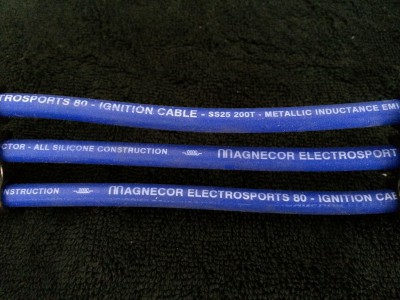 TROSPORTS 80 - IGNITION CABLE - SS25 200T - METALLIC INDUCTANCE EMI
CTOR - ALL SILICONE CONSTRUCTION - MAGNECOR ELECTROSPORT
NSTRUCTION - MAGNECOR ELECTROSPORTS 80 - IGNITION CAB